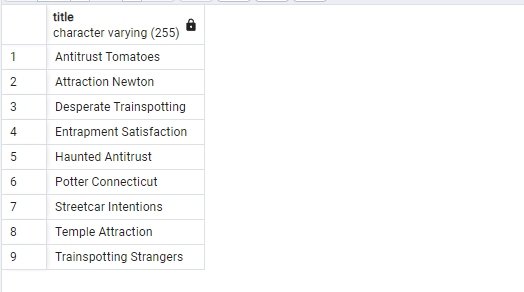 title
character varying (255)
1 Antitrust Tomatoes
2 Attraction Newton
3 Desperate Trainspotting
4 Entrapment Satisfaction
5 Haunted Antitrust
6 Potter Connecticut
7 Streetcar Intentions
8 Temple Attraction
9 Trainspotting Strangers